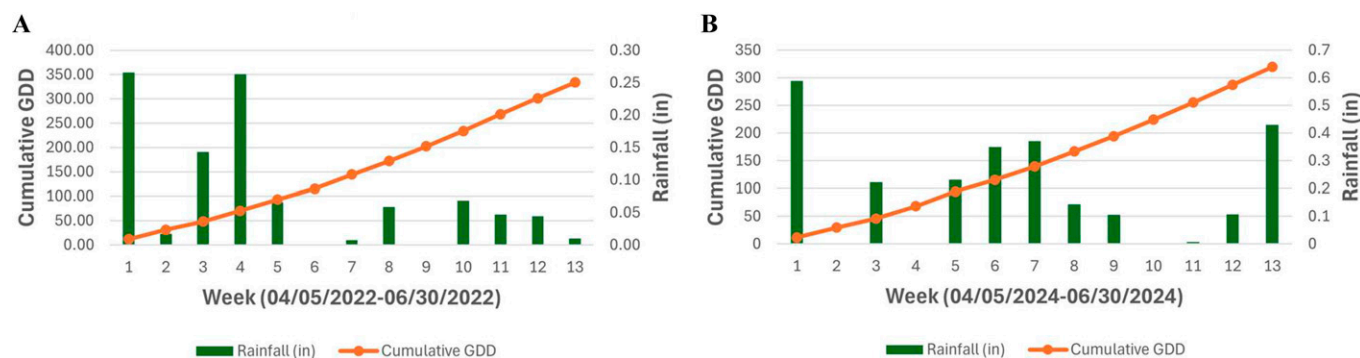 A
400.00
350.00
300.00
250.00
200.00
150.00
100.00
50.00
0.00
Cumulative GDD
0.30
0.25
0.20
0.15
0.10
0.05
0.00
Rainfall (in)
1 2 3 4 5 6 7 8 9 10 11 12 13
Week (04/05/2022-06/30/2022)
Rainfall (in) Cumulative GDD
B
350
300
250
200
150
100
50
0
Cumulative GDD
0.7
0.6
0.5
0.4
0.3
0.2
0.1
0
Rainfall (in)
1 2 3 4 5 6 7 8 9 10 11 12 13
Week (04/05/2024-06/30/2024)
Rainfall (in) Cumulative GDD